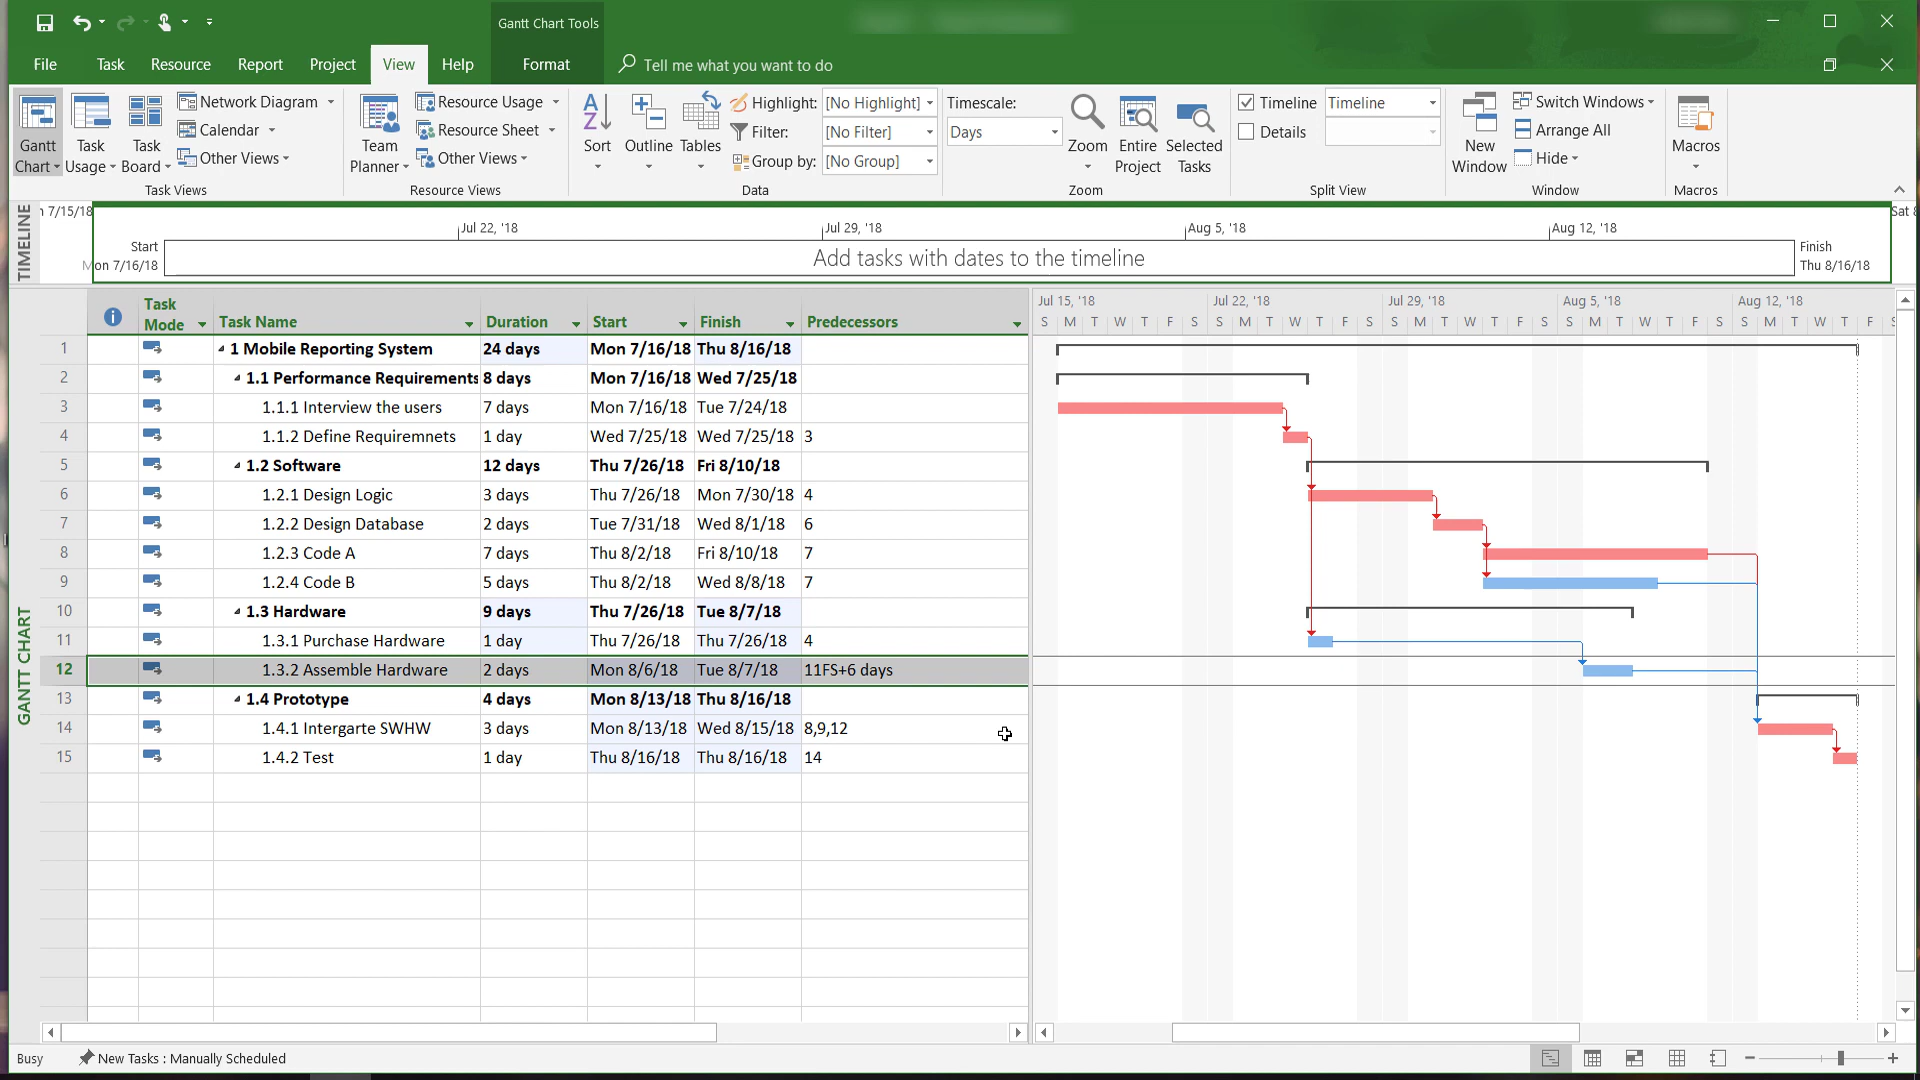 Gantt Chart Tools
File Task Resource Report Project View Help Format Tell me what you want to do
Gantt Chart
Task Usage
Task Board
Network Diagram
Calendar
Other Views
Task Views
Team Planner
Resource Usage
Resource Sheet
Other Views
Resource Views
Sort
Outline
Tables
Highlight: [No Highlight]
Filter: [No Filter]
Group by: [No Group]
Data
Timescale:
Days
Zoom
Entire Project
Selected Tasks
Zoom
Timeline Timeline
Details
Split View
New Window
Switch Windows
Arrange All
Hide
Window
Macros
Macros
TIMELINE
n 7/15/18
Sat 8
Jul 22, '18 Jul 29, '18 Aug 5, '18 Aug 12, '18
Start
Mon 7/16/18
Add tasks with dates to the timeline
Finish
Thu 8/16/18
GANTT CHART
Task Mode Task Name Duration Start Finish Predecessors
1 1 Mobile Reporting System 24 days Mon 7/16/18 Thu 8/16/18
2 1.1 Performance Requirements 8 days Mon 7/16/18 Wed 7/25/18
3 1.1.1 Interview the users 7 days Mon 7/16/18 Tue 7/24/18
4 1.1.2 Define Requiremnets 1 day Wed 7/25/18 Wed 7/25/18 3
5 1.2 Software 12 days Thu 7/26/18 Fri 8/10/18
6 1.2.1 Design Logic 3 days Thu 7/26/18 Mon 7/30/18 4
7 1.2.2 Design Database 2 days Tue 7/31/18 Wed 8/1/18 6
8 1.2.3 Code A 7 days Thu 8/2/18 Fri 8/10/18 7
9 1.2.4 Code B 5 days Thu 8/2/18 Wed 8/8/18 7
10 1.3 Hardware 9 days Thu 7/26/18 Tue 8/7/18
11 1.3.1 Purchase Hardware 1 day Thu 7/26/18 Thu 7/26/18 4
12 1.3.2 Assemble Hardware 2 days Mon 8/6/18 Tue 8/7/18 11FS+6 days
13 1.4 Prototype 4 days Mon 8/13/18 Thu 8/16/18
14 1.4.1 Intergarte SWHW 3 days Mon 8/13/18 Wed 8/15/18 8,9,12
15 1.4.2 Test 1 day Thu 8/16/18 Thu 8/16/18 14
Jul 15, '18 Jul 22, '18 Jul 29, '18 Aug 5, '18 Aug 12, '18
S M T W T F S S M T W T F S S M T W T F S S M T W T F S S M T W T F S
Busy New Tasks : Manually Scheduled